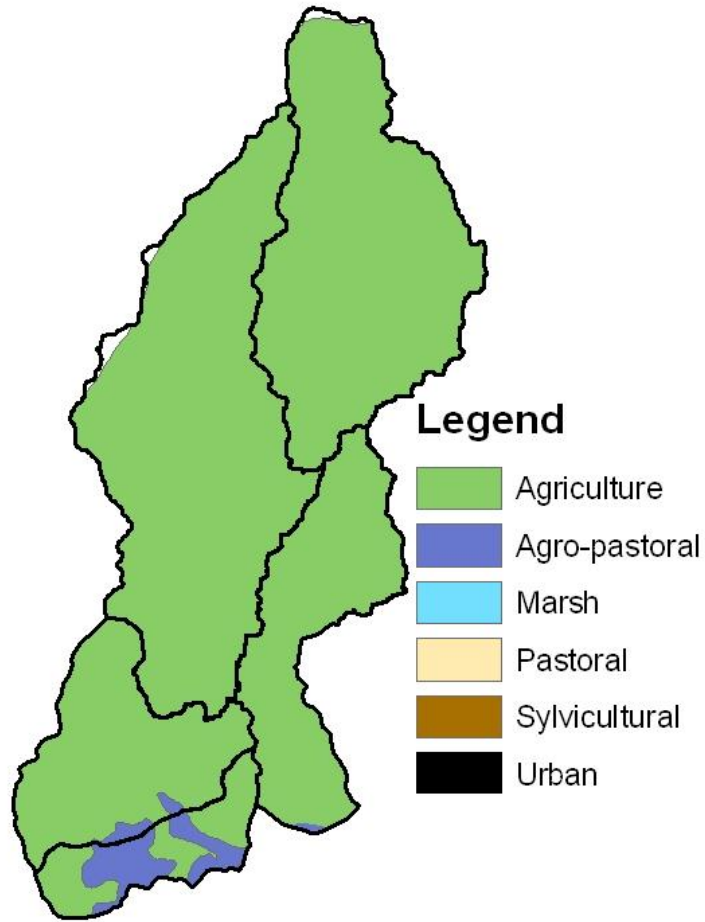 Legend
Agriculture
Agro-pastoral
Marsh
Pastoral
Sylvicultural
Urban